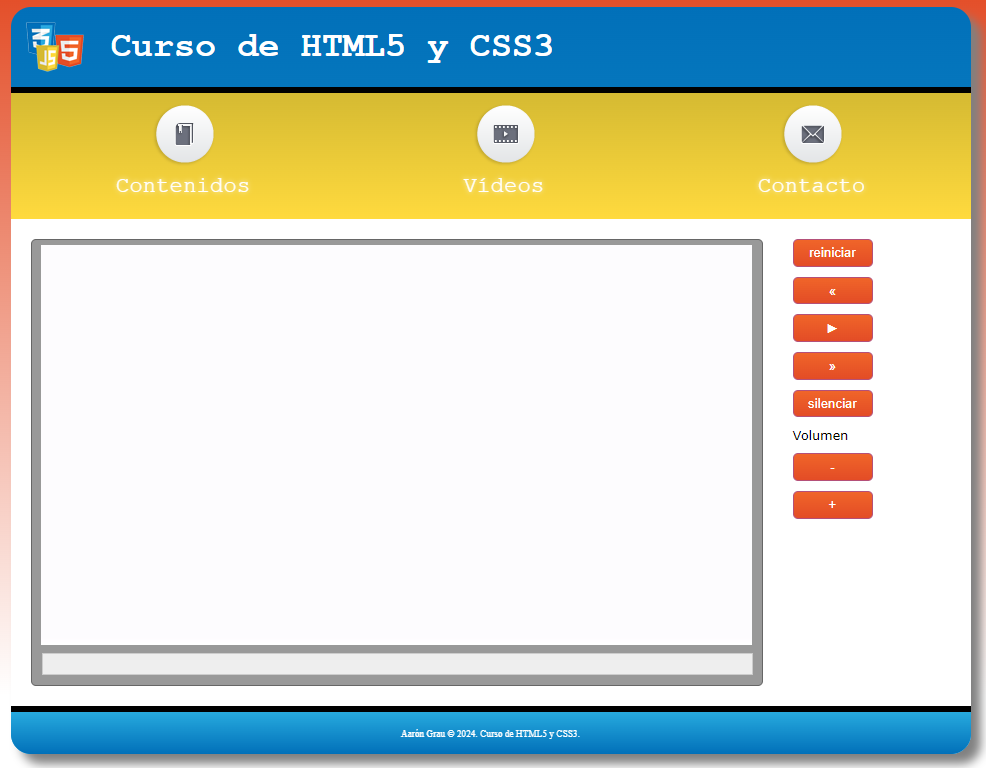 3 JS 5
Curso de HTML5 y CSS3
Contenidos
Vídeos
Contacto
reiniciar
«
►
»
silenciar
Volumen
-
+
Aarón Grau © 2024. Curso de HTML5 y CSS3.